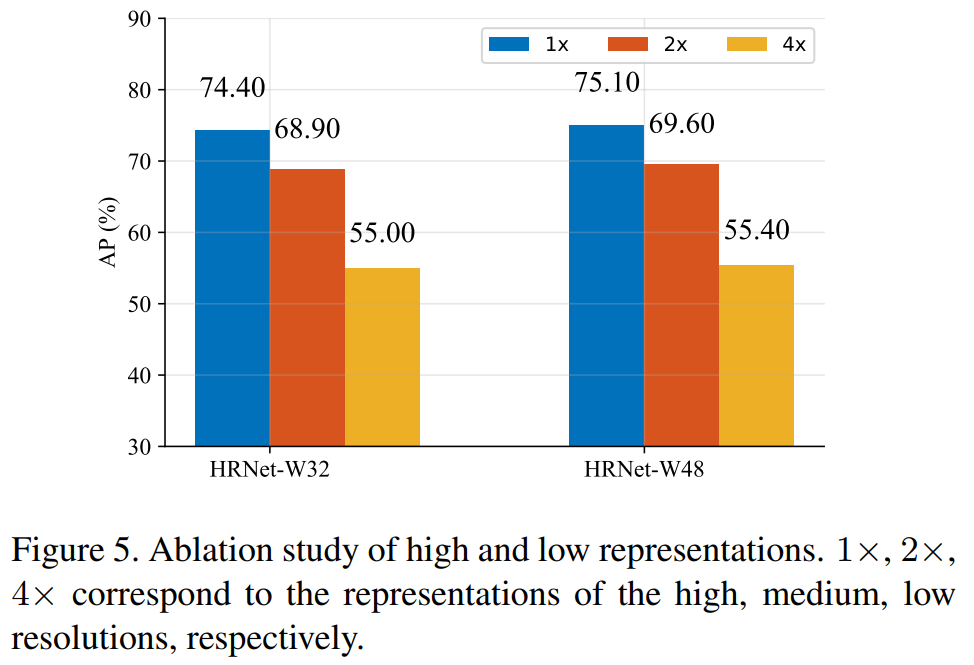 90
1x 2x 4x
80
74.40
75.10
68.90
69.60
70
55.00
55.40
60
AP (%)
50
40
30
HRNet-W32
HRNet-W48
Figure 5. Ablation study of high and low representations. 1×, 2×,
4× correspond to the representations of the high, medium, low
resolutions, respectively.